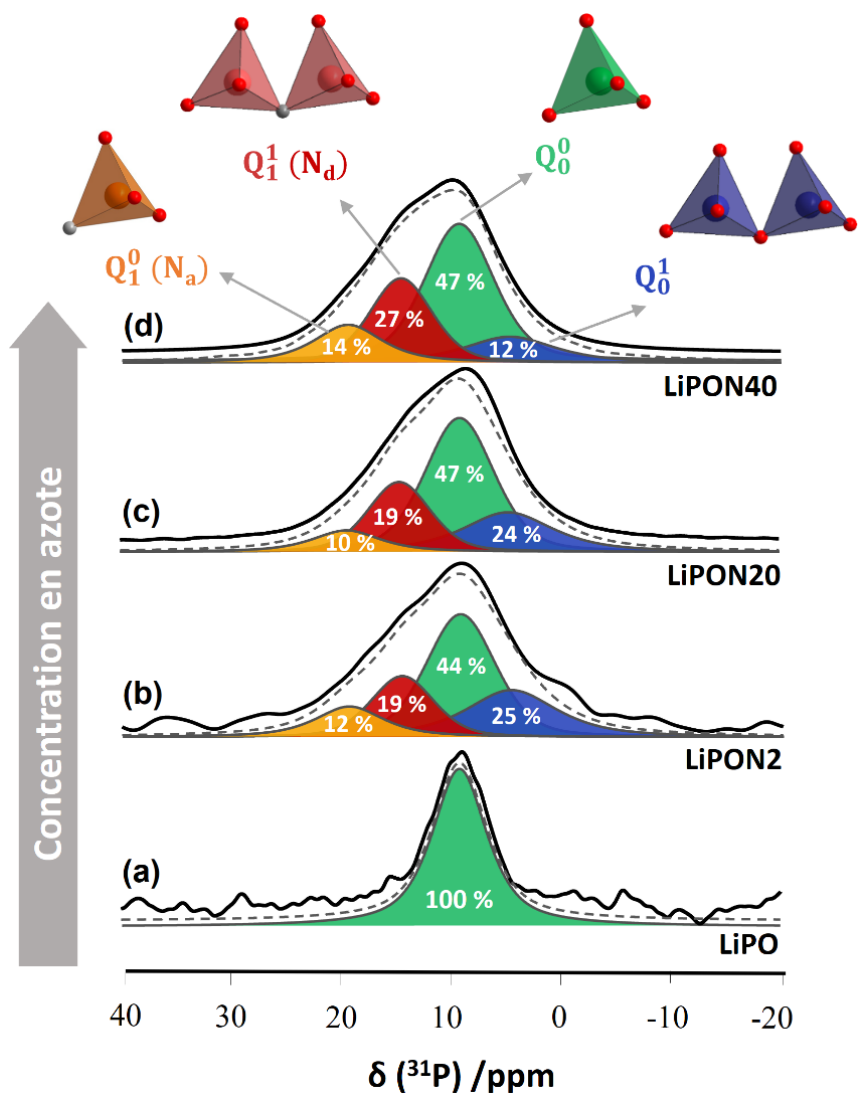 Q₁¹ (N_d)
Q₀⁰
Q₁⁰ (N_a)
Q₀¹
(d)
14 %
27 %
47 %
12 %
LiPON40
(c)
10 %
19 %
47 %
24 %
LiPON20
(b)
12 %
19 %
44 %
25 %
LiPON2
(a)
100 %
LiPO
Concentration en azote
40 30 20 10 0 -10 -20
δ (³¹P) /ppm